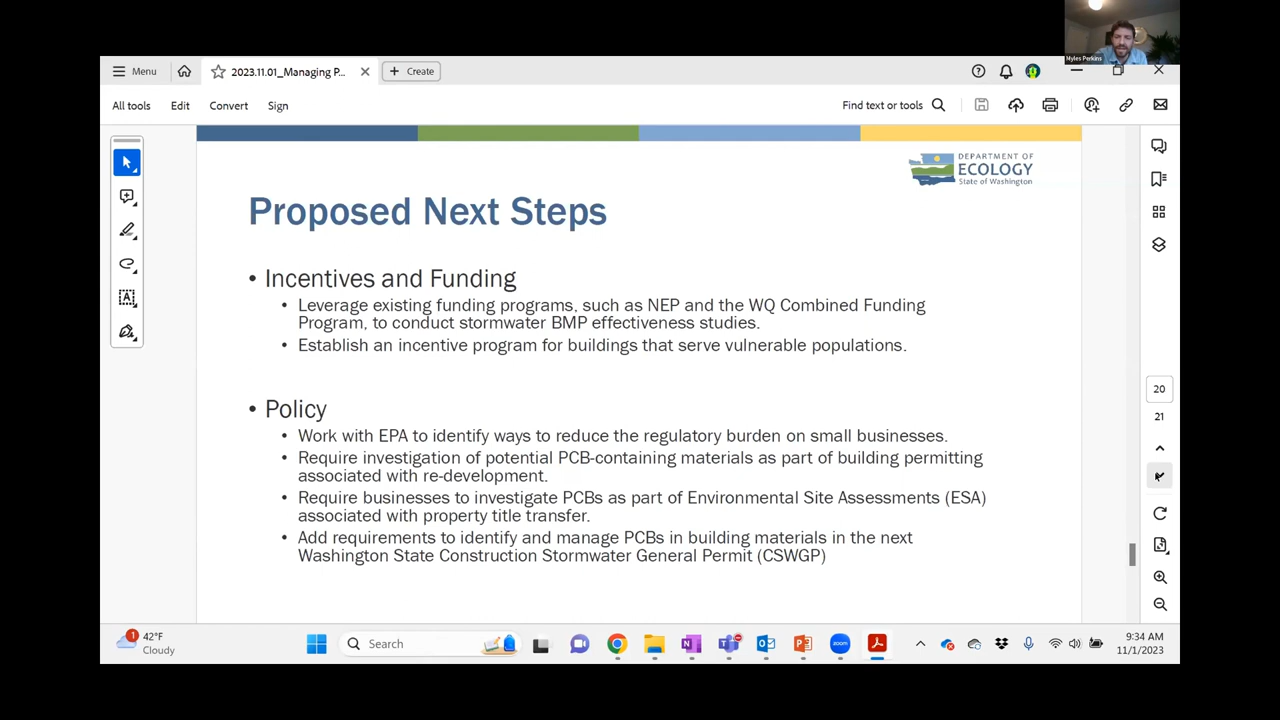 Myles Perkins
Menu
2023.11.01_Managing P...
Create
All tools
Edit
Convert
Sign
Find text or tools
DEPARTMENT OF
ECOLOGY
State of Washington
Proposed Next Steps
• Incentives and Funding
• Leverage existing funding programs, such as NEP and the WQ Combined Funding
Program, to conduct stormwater BMP effectiveness studies.
• Establish an incentive program for buildings that serve vulnerable populations.
• Policy
• Work with EPA to identify ways to reduce the regulatory burden on small businesses.
• Require investigation of potential PCB-containing materials as part of building permitting
associated with re-development.
• Require businesses to investigate PCBs as part of Environmental Site Assessments (ESA)
associated with property title transfer.
• Add requirements to identify and manage PCBs in building materials in the next
Washington State Construction Stormwater General Permit (CSWGP)
20
21
1
42°F
Cloudy
Search
zoom
9:34 AM
11/1/2023